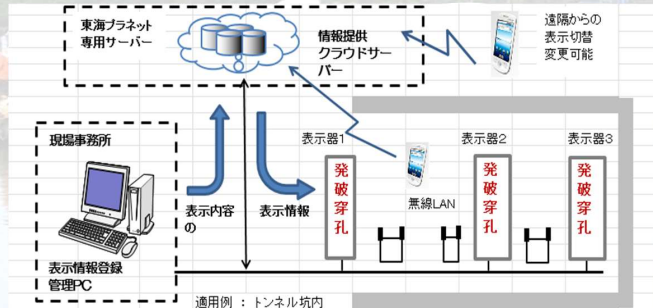 東海プラネット
専用サーバー
情報提供
クラウドサー
バー
遠隔からの
表示切替
変更可能
現場事務所
表示情報登録
管理PC
表示内容
の
表示情報
表示器1
発破穿孔
無線LAN
表示器2
発破穿孔
表示器3
発破穿孔
適用例 : トンネル坑内